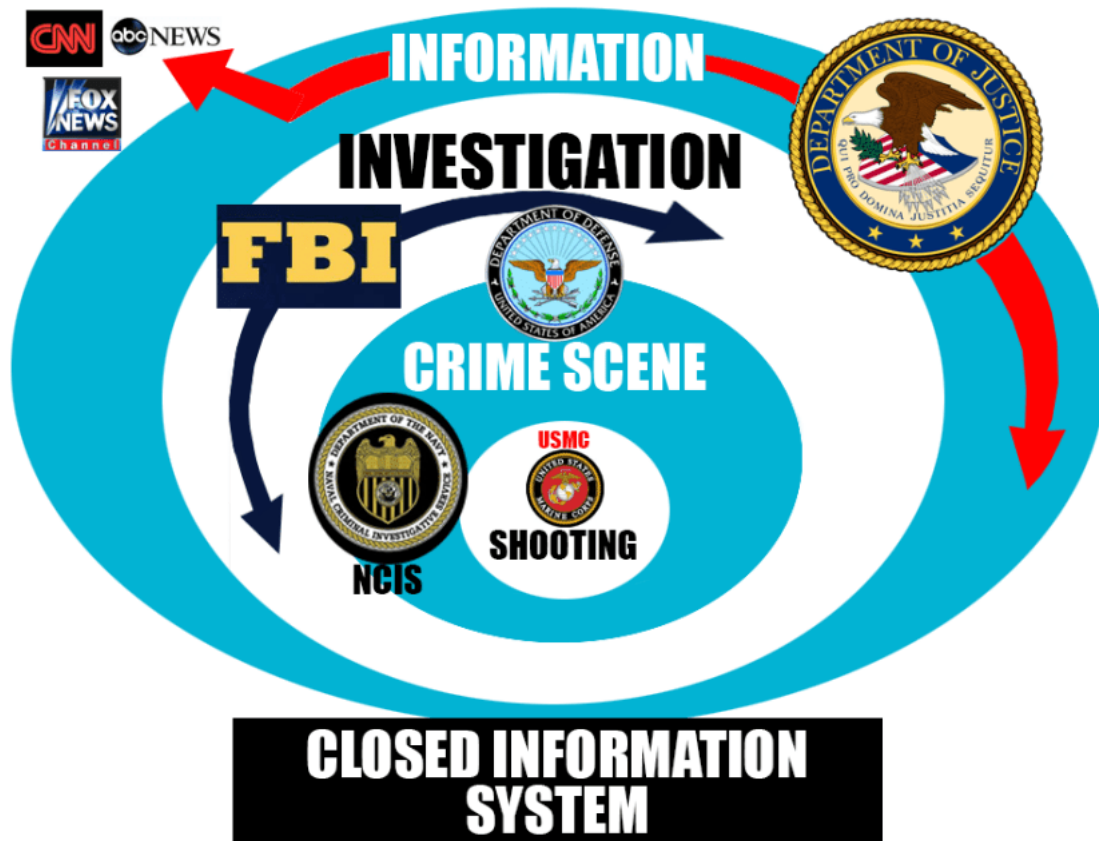 CNN
abc NEWS
FOX
NEWS
Channel
INFORMATION
DEPARTMENT OF JUSTICE
QUI PRO DOMINA JUSTITIA SEQUITUR
INVESTIGATION
FBI
DEPARTMENT OF DEFENSE
UNITED STATES OF AMERICA
CRIME SCENE
DEPARTMENT OF THE NAVY
NAVAL CRIMINAL INVESTIGATIVE SERVICE
NCIS
USMC
UNITED STATES
MARINE CORPS
SHOOTING
CLOSED INFORMATION
SYSTEM